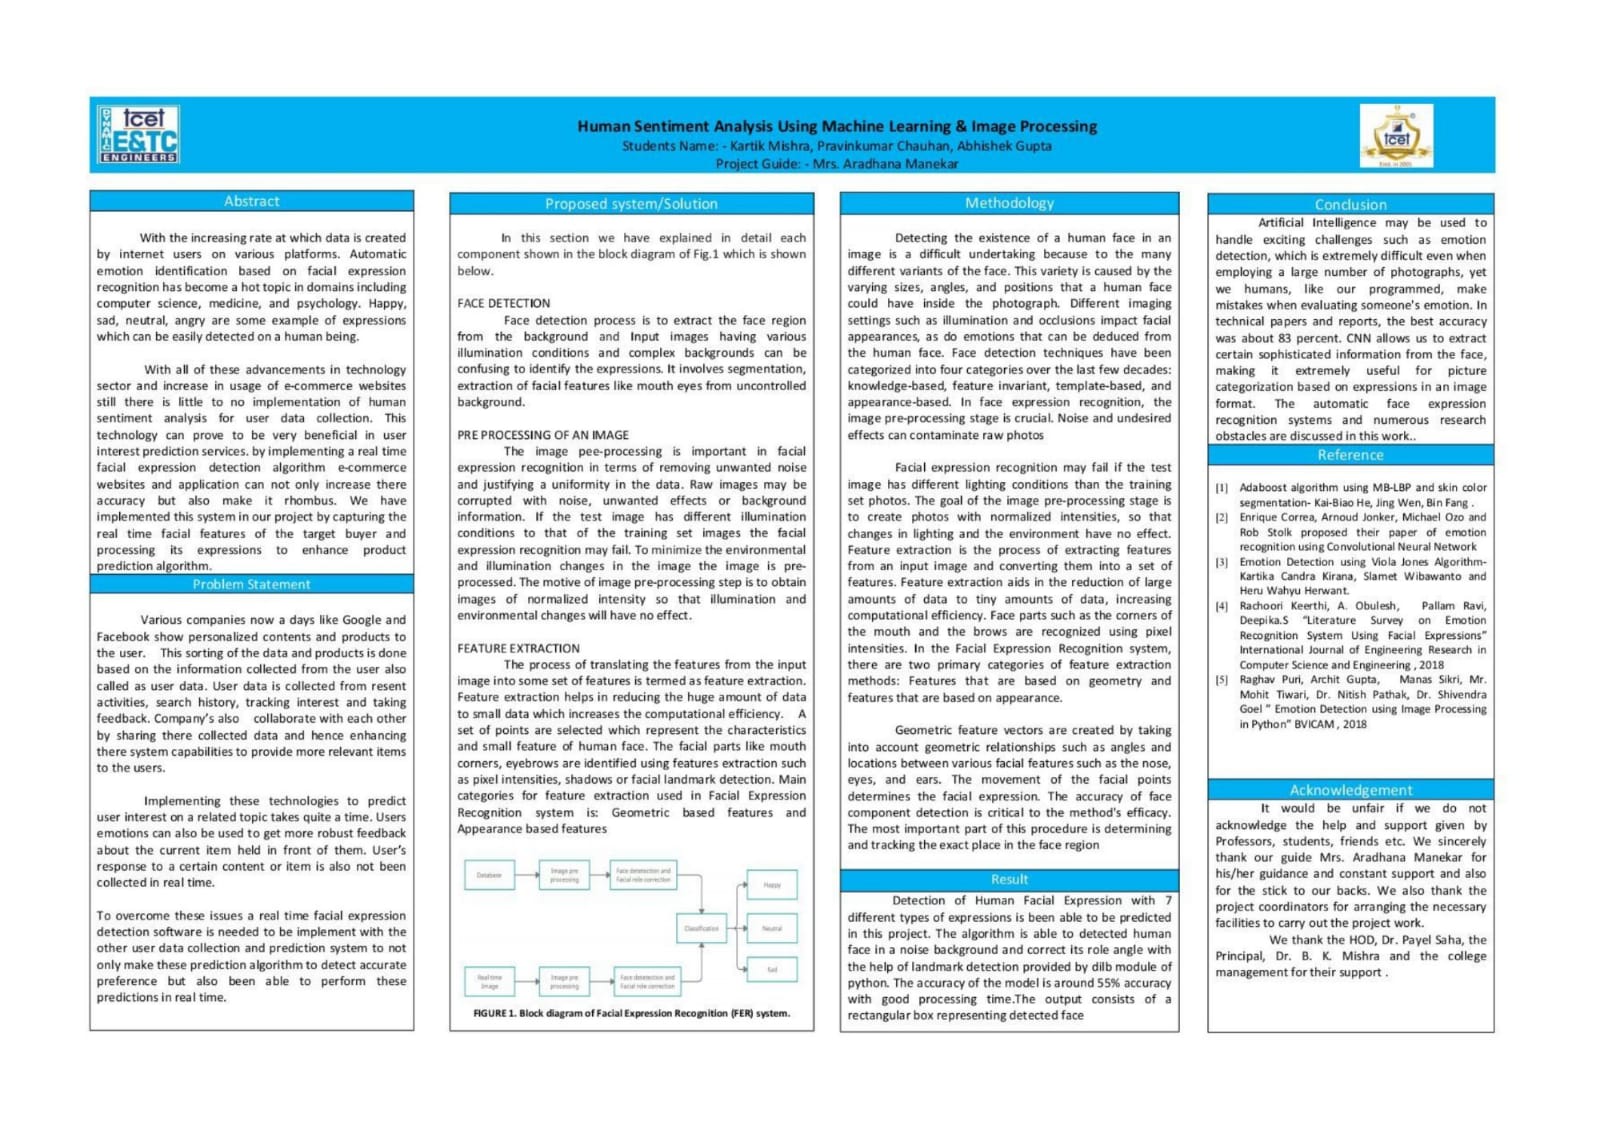 DYNAMIC
tcet
E&TC
ENGINEERS
Human Sentiment Analysis Using Machine Learning & Image Processing
Students Name: - Kartik Mishra, Pravinkumar Chauhan, Abhishek Gupta
Project Guide: - Mrs. Aradhana Manekar
tcet
Estd. in 2001
Abstract
With the increasing rate at which data is created
by internet users on various platforms. Automatic
emotion identification based on facial expression
recognition has become a hot topic in domains including
computer science, medicine, and psychology. Happy,
sad, neutral, angry are some example of expressions
which can be easily detected on a human being.
With all of these advancements in technology
sector and increase in usage of e-commerce websites
still there is little to no implementation of human
sentiment analysis for user data collection. This
technology can prove to be very beneficial in user
interest prediction services. by implementing a real time
facial expression detection algorithm e-commerce
websites and application can not only increase there
accuracy but also make it rhombus. We have
implemented this system in our project by capturing the
real time facial features of the target buyer and
processing its expressions to enhance product
prediction algorithm.
Problem Statement
Various companies now a days like Google and
Facebook show personalized contents and products to
the user. This sorting of the data and products is done
based on the information collected from the user also
called as user data. User data is collected from resent
activities, search history, tracking interest and taking
feedback. Company's also collaborate with each other
by sharing there collected data and hence enhancing
there system capabilities to provide more relevant items
to the users.
Implementing these technologies to predict
user interest on a related topic takes quite a time. Users
emotions can also be used to get more robust feedback
about the current item held in front of them. User's
response to a certain content or item is also not been
collected in real time.
To overcome these issues a real time facial expression
detection software is needed to be implement with the
other user data collection and prediction system to not
only make these prediction algorithm to detect accurate
preference but also been able to perform these
predictions in real time.
Proposed system/Solution
In this section we have explained in detail each
component shown in the block diagram of Fig.1 which is shown
below.
FACE DETECTION
Face detection process is to extract the face region
from the background and Input images having various
illumination conditions and complex backgrounds can be
confusing to identify the expressions. It involves segmentation,
extraction of facial features like mouth eyes from uncontrolled
background.
PRE PROCESSING OF AN IMAGE
The image pee-processing is important in facial
expression recognition in terms of removing unwanted noise
and justifying a uniformity in the data. Raw images may be
corrupted with noise, unwanted effects or background
information. If the test image has different illumination
conditions to that of the training set images the facial
expression recognition may fail. To minimize the environmental
and illumination changes in the image the image is pre-
processed. The motive of image pre-processing step is to obtain
images of normalized intensity so that illumination and
environmental changes will have no effect.
FEATURE EXTRACTION
The process of translating the features from the input
image into some set of features is termed as feature extraction.
Feature extraction helps in reducing the huge amount of data
to small data which increases the computational efficiency. A
set of points are selected which represent the characteristics
and small feature of human face. The facial parts like mouth
corners, eyebrows are identified using features extraction such
as pixel intensities, shadows or facial landmark detection. Main
categories for feature extraction used in Facial Expression
Recognition system is: Geometric based features and
Appearance based features
Database
Image pre
processing
Face detetection and
Facial role correction
Happy
Classification
Neutral
Sad
Real time
Image
Image pre
processing
Face detetection and
Facial role correction
FIGURE 1. Block diagram of Facial Expression Recognition (FER) system.
Methodology
Detecting the existence of a human face in an
image is a difficult undertaking because to the many
different variants of the face. This variety is caused by the
varying sizes, angles, and positions that a human face
could have inside the photograph. Different imaging
settings such as illumination and occlusions impact facial
appearances, as do emotions that can be deduced from
the human face. Face detection techniques have been
categorized into four categories over the last few decades:
knowledge-based, feature invariant, template-based, and
appearance-based. In face expression recognition, the
image pre-processing stage is crucial. Noise and undesired
effects can contaminate raw photos
Facial expression recognition may fail if the test
image has different lighting conditions than the training
set photos. The goal of the image pre-processing stage is
to create photos with normalized intensities, so that
changes in lighting and the environment have no effect.
Feature extraction is the process of extracting features
from an input image and converting them into a set of
features. Feature extraction aids in the reduction of large
amounts of data to tiny amounts of data, increasing
computational efficiency. Face parts such as the corners of
the mouth and the brows are recognized using pixel
intensities. In the Facial Expression Recognition system,
there are two primary categories of feature extraction
methods: Features that are based on geometry and
features that are based on appearance.
Geometric feature vectors are created by taking
into account geometric relationships such as angles and
locations between various facial features such as the nose,
eyes, and ears. The movement of the facial points
determines the facial expression. The accuracy of face
component detection is critical to the method's efficacy.
The most important part of this procedure is determining
and tracking the exact place in the face region
Result
Detection of Human Facial Expression with 7
different types of expressions is been able to be predicted
in this project. The algorithm is able to detected human
face in a noise background and correct its role angle with
the help of landmark detection provided by dilb module of
python. The accuracy of the model is around 55% accuracy
with good processing time.The output consists of a
rectangular box representing detected face
Conclusion
Artificial Intelligence may be used to
handle exciting challenges such as emotion
detection, which is extremely difficult even when
employing a large number of photographs, yet
we humans, like our programmed, make
mistakes when evaluating someone's emotion. In
technical papers and reports, the best accuracy
was about 83 percent. CNN allows us to extract
certain sophisticated information from the face,
making it extremely useful for picture
categorization based on expressions in an image
format. The automatic face expression
recognition systems and numerous research
obstacles are discussed in this work..
Reference
[1] Adaboost algorithm using MB-LBP and skin color
segmentation- Kai-Biao He, Jing Wen, Bin Fang .
[2] Enrique Correa, Arnoud Jonker, Michael Ozo and
Rob Stolk proposed their paper of emotion
recognition using Convolutional Neural Network
[3] Emotion Detection using Viola Jones Algorithm-
Kartika Candra Kirana, Slamet Wibawanto and
Heru Wahyu Herwant.
[4] Rachoori Keerthi, A. Obulesh, Pallam Ravi,
Deepika.S "Literature Survey on Emotion
Recognition System Using Facial Expressions"
International Journal of Engineering Research in
Computer Science and Engineering , 2018
[5] Raghav Puri, Archit Gupta, Manas Sikri, Mr.
Mohit Tiwari, Dr. Nitish Pathak, Dr. Shivendra
Goel " Emotion Detection using Image Processing
in Python" BVICAM , 2018
Acknowledgement
It would be unfair if we do not
acknowledge the help and support given by
Professors, students, friends etc. We sincerely
thank our guide Mrs. Aradhana Manekar for
his/her guidance and constant support and also
for the stick to our backs. We also thank the
project coordinators for arranging the necessary
facilities to carry out the project work.
We thank the HOD, Dr. Payel Saha, the
Principal, Dr. B. K. Mishra and the college
management for their support .